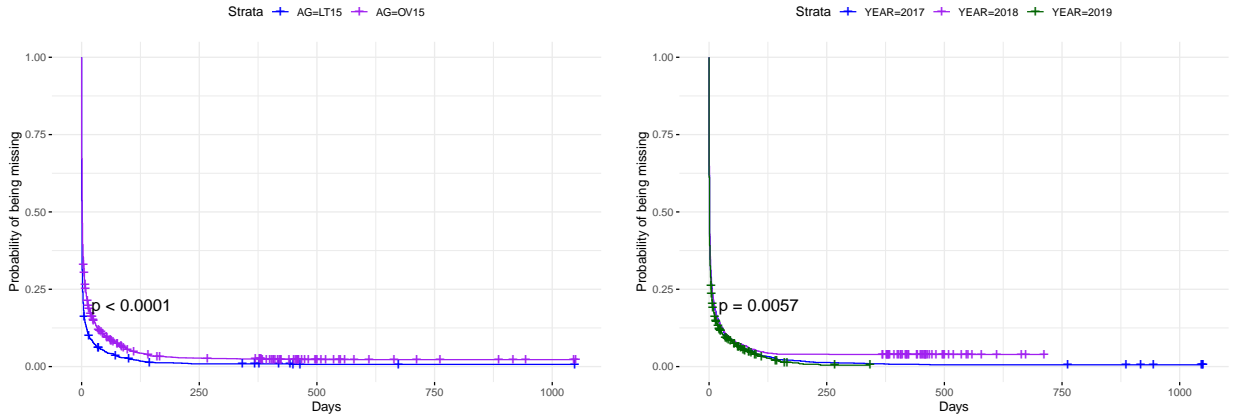 Strata AG=LT15 AG=OV15
1.00
0.75
0.50
0.25
0.00
Probability of being missing
p < 0.0001
0 250 500 750 1000
Days
Strata YEAR=2017 YEAR=2018 YEAR=2019
1.00
0.75
0.50
0.25
0.00
Probability of being missing
p = 0.0057
0 250 500 750 1000
Days